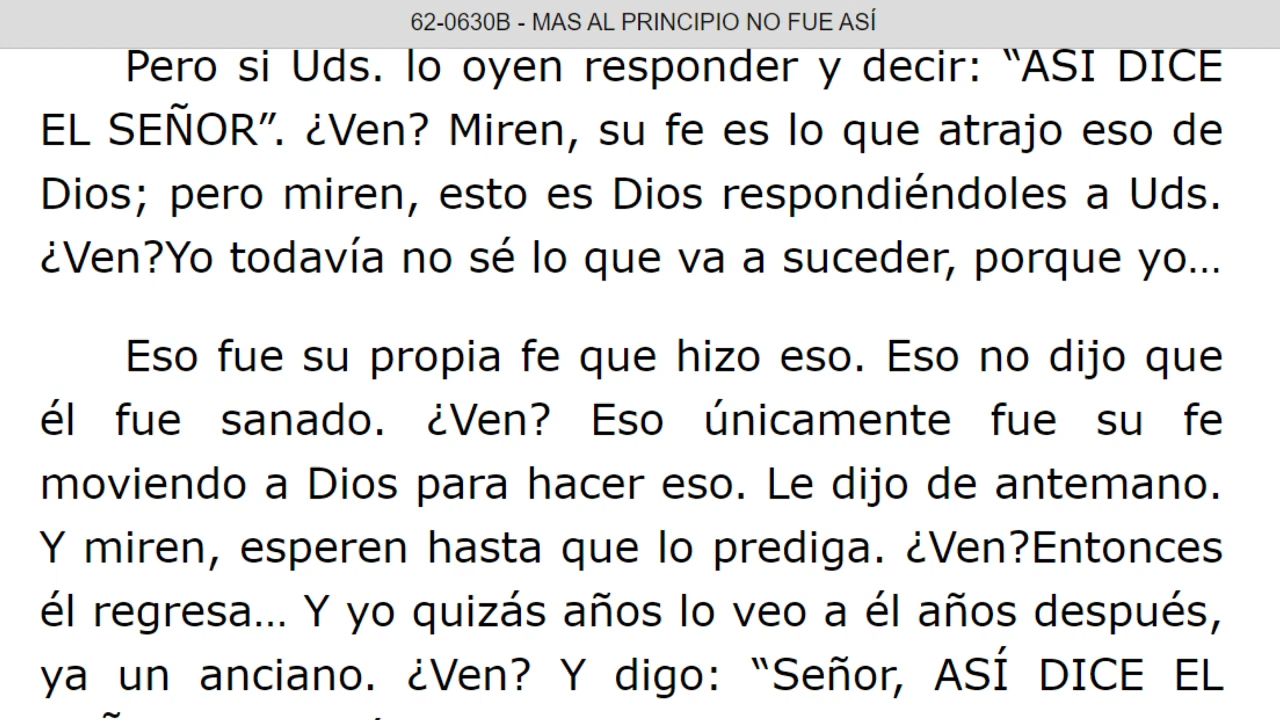 62-0630B - MAS AL PRINCIPIO NO FUE ASÍ
Pero si Uds. lo oyen responder y decir: “ASI DICE
EL SEÑOR”. ¿Ven? Miren, su fe es lo que atrajo eso de
Dios; pero miren, esto es Dios respondiéndoles a Uds.
¿Ven?Yo todavía no sé lo que va a suceder, porque yo…
Eso fue su propia fe que hizo eso. Eso no dijo que
él fue sanado. ¿Ven? Eso únicamente fue su fe
moviendo a Dios para hacer eso. Le dijo de antemano.
Y miren, esperen hasta que lo prediga. ¿Ven?Entonces
él regresa… Y yo quizás años lo veo a él años después,
ya un anciano. ¿Ven? Y digo: “Señor, ASÍ DICE EL